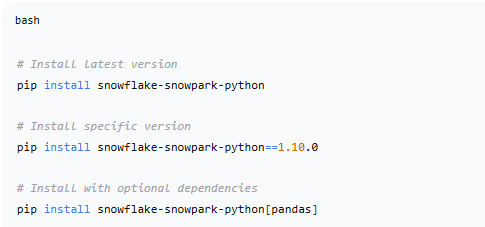 bash
# Install latest version
pip install snowflake-snowpark-python
# Install specific version
pip install snowflake-snowpark-python==1.10.0
# Install with optional dependencies
pip install snowflake-snowpark-python[pandas]